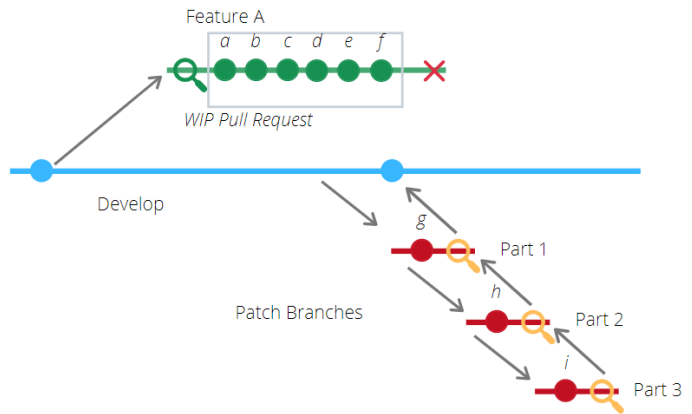 Feature A
a b c d e f
WIP Pull Request
Develop
g
Part 1
h
Patch Branches
Part 2
i
Part 3